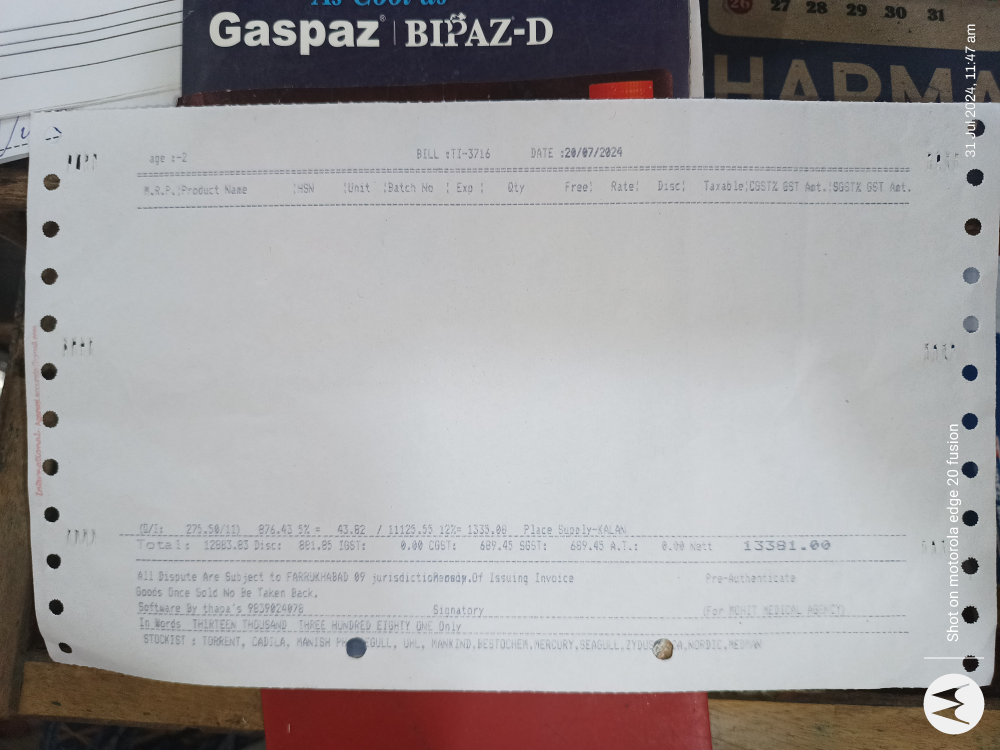 As Cool as
Gaspaz® | BIPAZ-D
26 27 28 29 30 31
HARMA
31 Jul 2024, 11:47 am
age :-2 BILL :TI-3716 DATE :20/07/2024
M.R.P.|Product Name |HSN |Unit |Batch No | Exp | Qty Free| Rate| Disc| Taxable|CGST% GST Amt.|SGST% GST Amt.
275.50/11) 876.43 5% = 43.82 / 11125.55 12%= 1335.08 Place Supply-KALAN
Total: 12883.83 Disc: 881.85 IGST: 0.00 CGST: 689.45 SGST: 689.45 A.T.: 0.00 Nett 13381.00
All Dispute Are Subject to FARRUKHABAD 09 jurisdiction Of Issuing Invoice Pre-Authenticate
Goods Once Sold No Be Taken Back.
Software By thapa's 9839024078 Signatory (For MOHIT MEDICAL AGENCY)
In Words THIRTEEN THOUSAND THREE HUNDRED EIGHTY ONE Only
STOCKIST : TORRENT, CADILA, MANISH PH GULL, UML, MANKIND,BESTOCHEM,MERCURY,SEAGULL,ZYDUS CA,NORDIC,MEDMAN
Shot on motorola edge 20 fusion